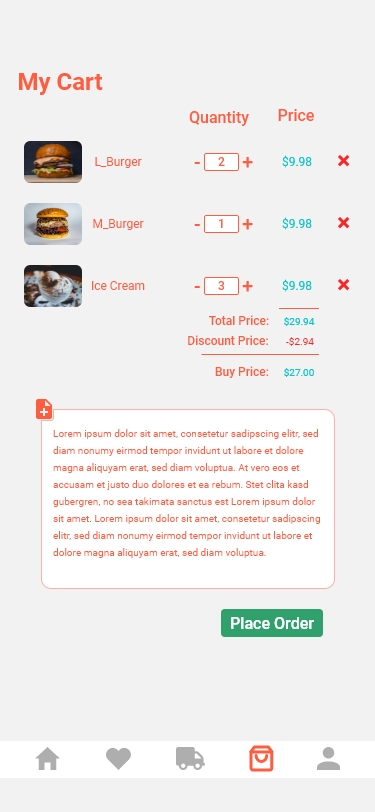 My Cart
Quantity Price
L_Burger - 2 + $9.98
M_Burger - 1 + $9.98
Ice Cream - 3 + $9.98
Total Price: $29.94
Discount Price: -$2.94
Buy Price: $27.00
Lorem ipsum dolor sit amet, consetetur sadipscing elitr, sed
diam nonumy eirmod tempor invidunt ut labore et dolore
magna aliquyam erat, sed diam voluptua. At vero eos et
accusam et justo duo dolores et ea rebum. Stet clita kasd
gubergren, no sea takimata sanctus est Lorem ipsum dolor
sit amet. Lorem ipsum dolor sit amet, consetetur sadipscing
elitr, sed diam nonumy eirmod tempor invidunt ut labore et
dolore magna aliquyam erat, sed diam voluptua.
Place Order